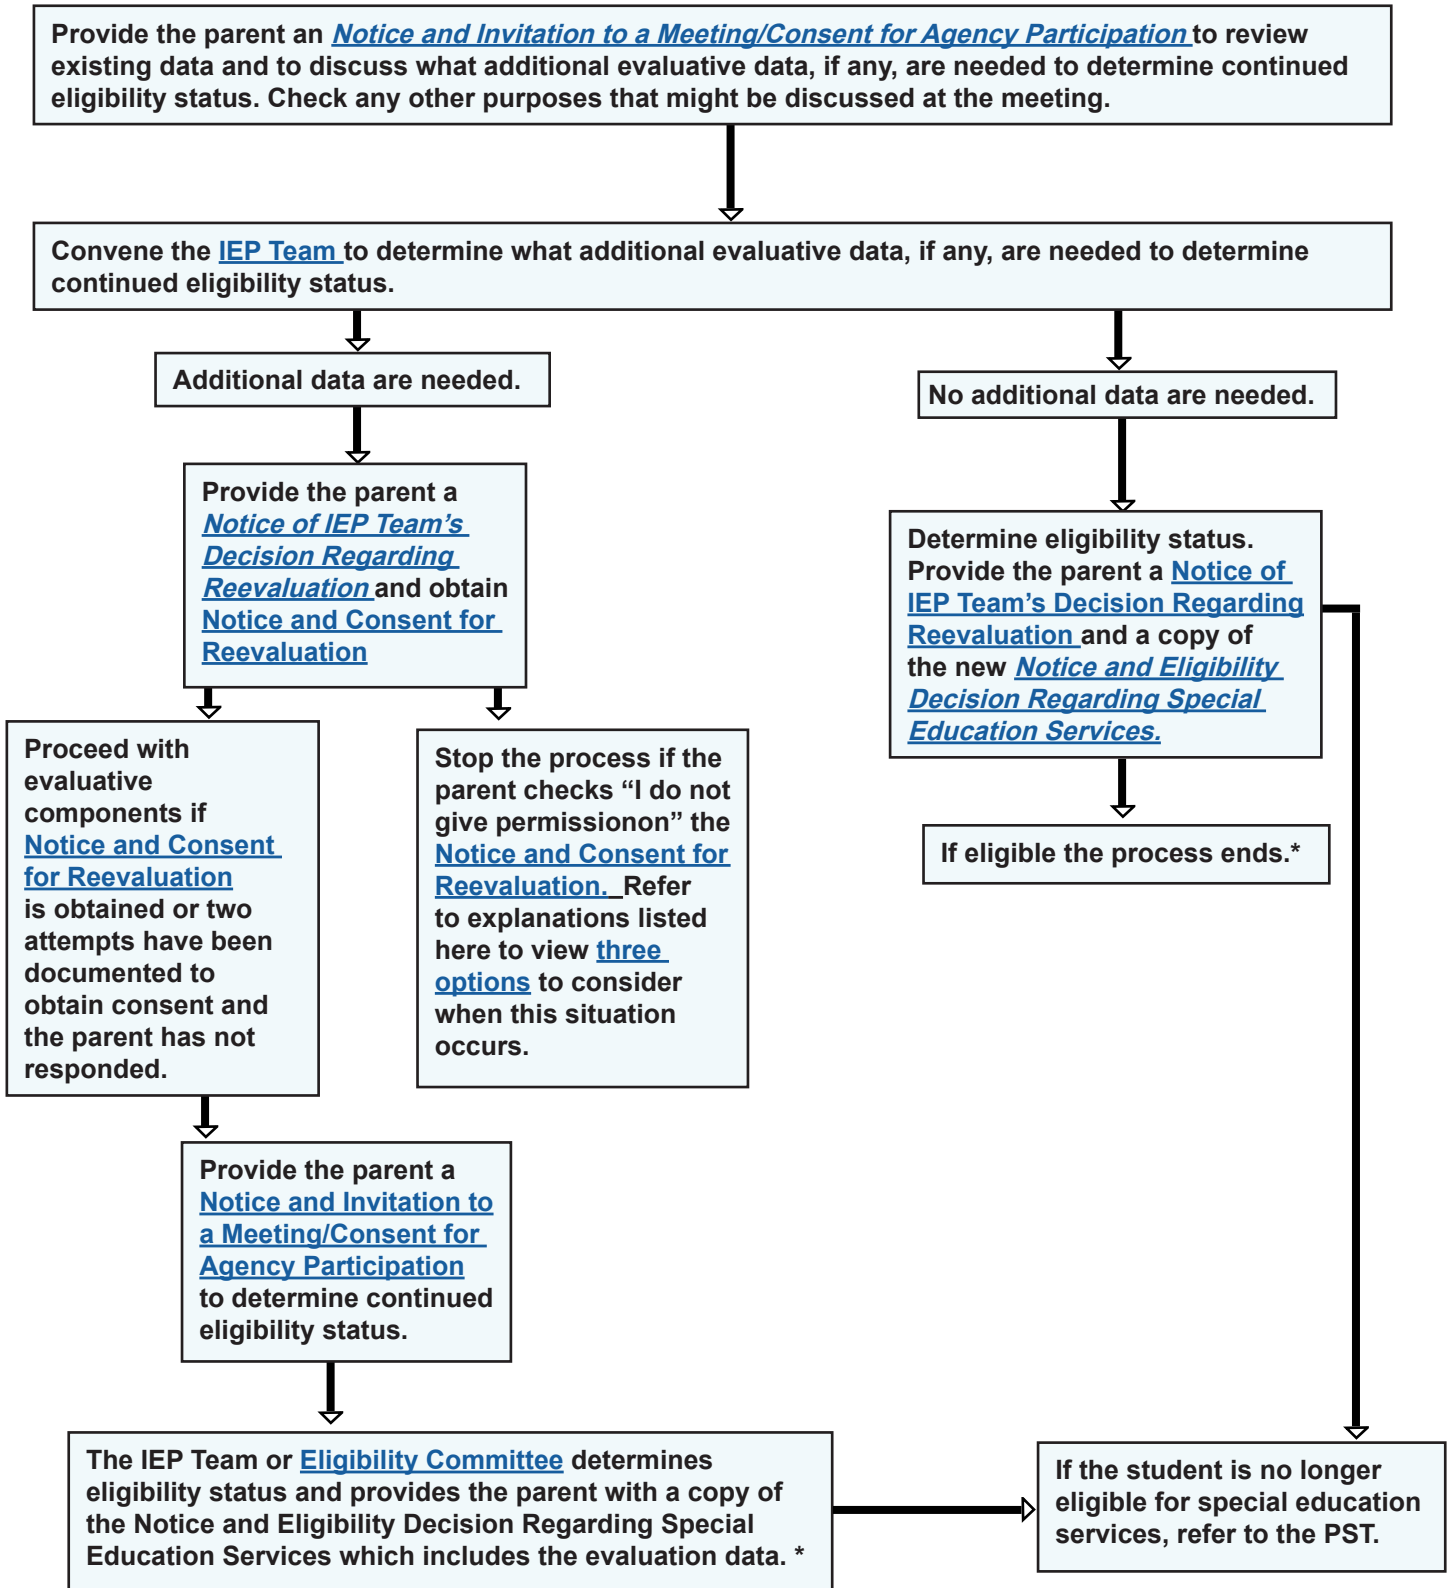 Provide the parent an Notice and Invitation to a Meeting/Consent for Agency Participation to review
existing data and to discuss what additional evaluative data, if any, are needed to determine continued
eligibility status. Check any other purposes that might be discussed at the meeting.
Convene the IEP Team to determine what additional evaluative data, if any, are needed to determine
continued eligibility status.
Additional data are needed.
No additional data are needed.
Provide the parent a
Notice of IEP Team’s
Decision Regarding
Reevaluation and obtain
Notice and Consent for
Reevaluation
Determine eligibility status.
Provide the parent a Notice of
IEP Team’s Decision Regarding
Reevaluation and a copy of
the new Notice and Eligibility
Decision Regarding Special
Education Services.
Proceed with
evaluative
components if
Notice and Consent
for Reevaluation
is obtained or two
attempts have been
documented to
obtain consent and
the parent has not
responded.
Stop the process if the
parent checks “I do not
give permissionon” the
Notice and Consent for
Reevaluation. Refer
to explanations listed
here to view three
options to consider
when this situation
occurs.
If eligible the process ends.*
Provide the parent a
Notice and Invitation to
a Meeting/Consent for
Agency Participation
to determine continued
eligibility status.
The IEP Team or Eligibility Committee determines
eligibility status and provides the parent with a copy of
the Notice and Eligibility Decision Regarding Special
Education Services which includes the evaluation data. *
If the student is no longer
eligible for special education
services, refer to the PST.